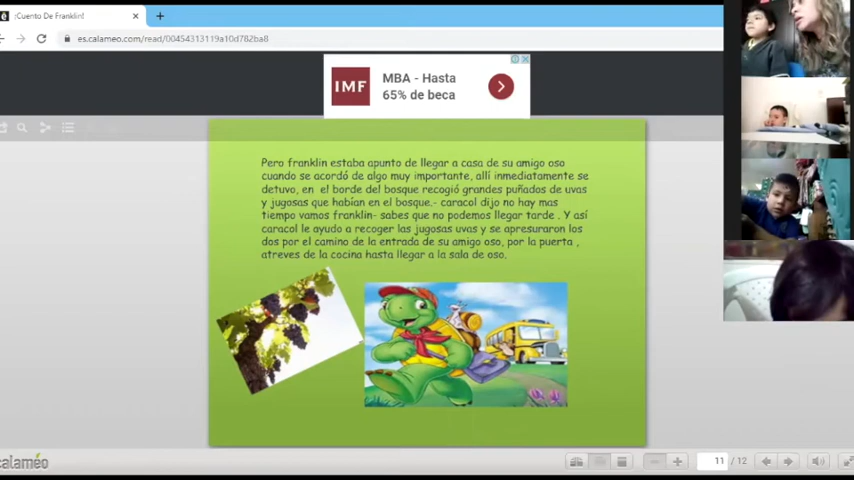 ¡Cuento De Franklin!
es.calameo.com/read/00454313119a10d782ba8
IMF
MBA - Hasta
65% de beca
Pero franklin estaba apunto de llegar a casa de su amigo oso
cuando se acordó de algo muy importante, allí inmediatamente se
detuvo, en el borde del bosque recogió grandes puñados de uvas
y jugosas que habían en el bosque.- caracol dijo no hay mas
tiempo vamos franklin- sabes que no podemos llegar tarde . Y así
caracol le ayudo a recoger las jugosas uvas y se apresuraron los
dos por el camino de la entrada de su amigo oso, por la puerta ,
atreves de la cocina hasta llegar a la sala de oso.
calaméo
11 / 12